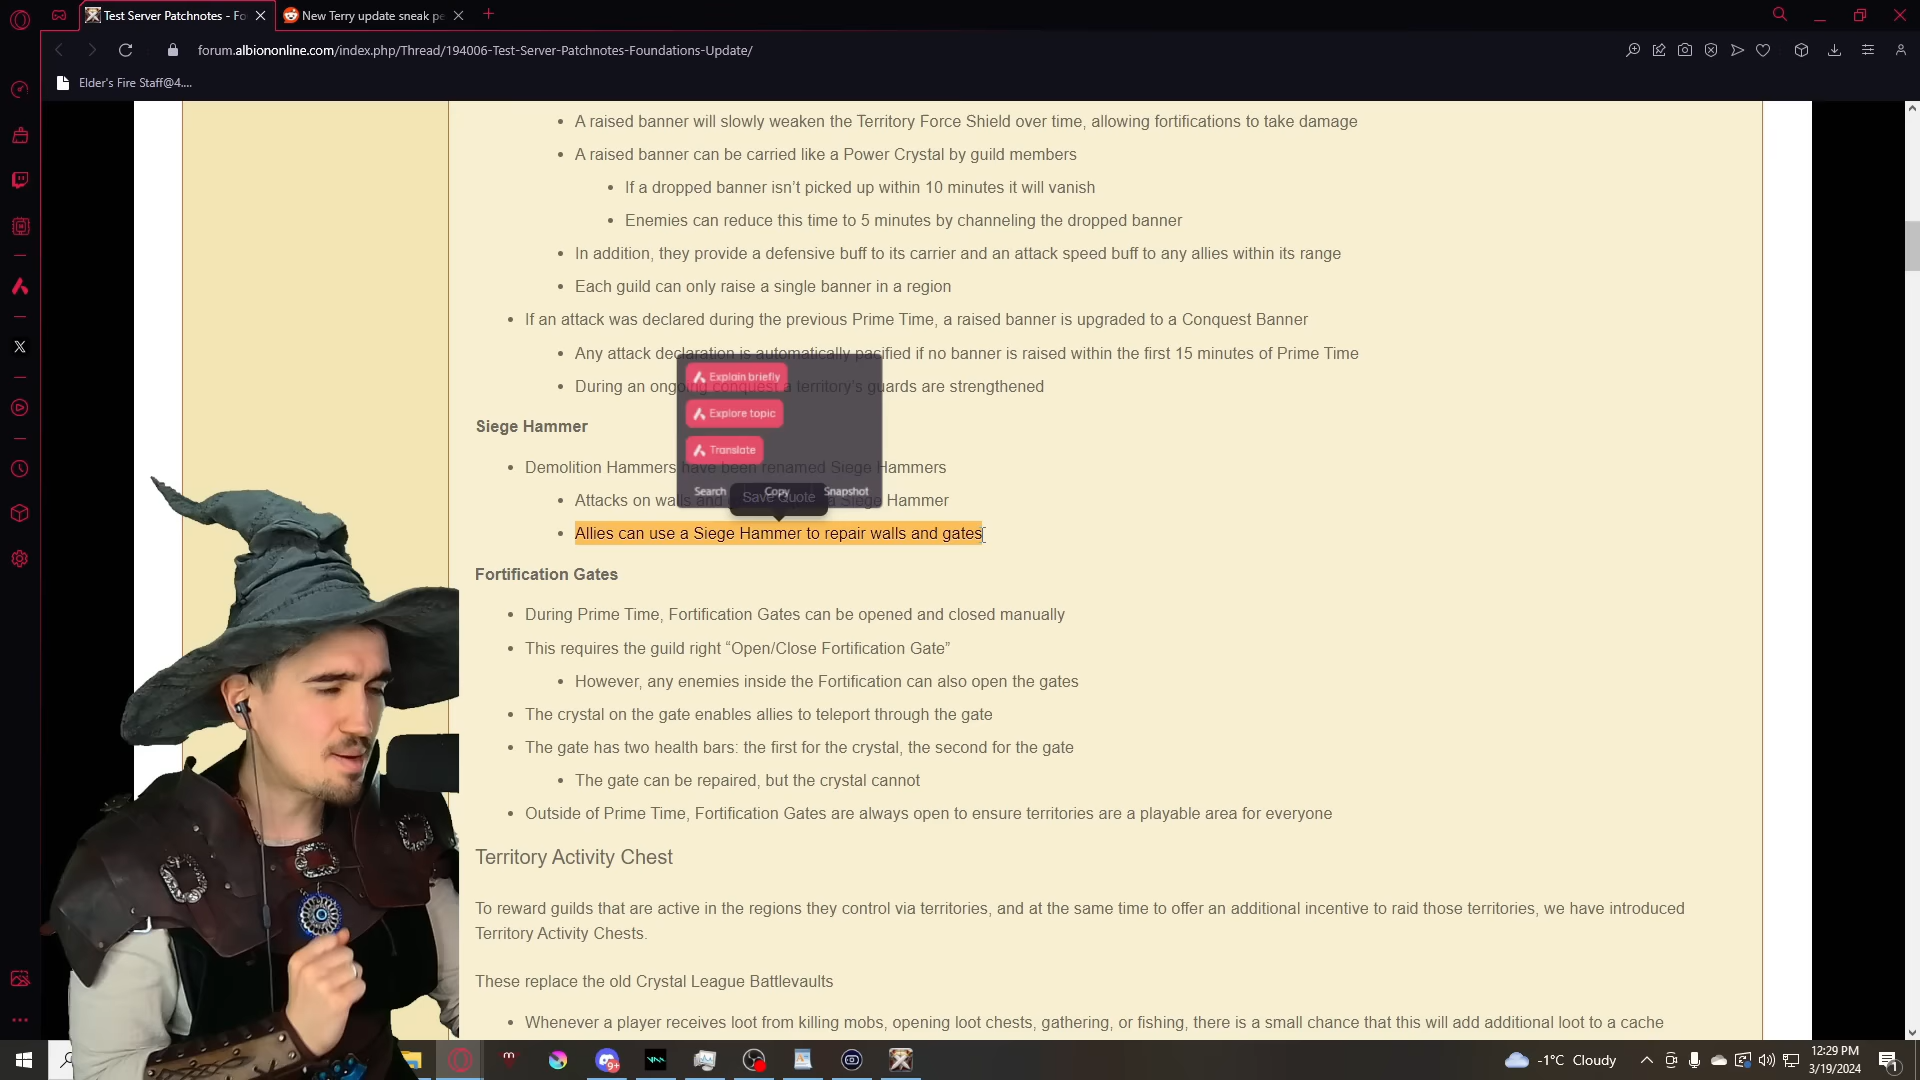 Test Server Patchnotes - Fo
New Terry update sneak pe
forum.albiononline.com/index.php/Thread/194006-Test-Server-Patchnotes-Foundations-Update/
Elder's Fire Staff@4....
A raised banner will slowly weaken the Territory Force Shield over time, allowing fortifications to take damage
A raised banner can be carried like a Power Crystal by guild members
If a dropped banner isn't picked up within 10 minutes it will vanish
Enemies can reduce this time to 5 minutes by channeling the dropped banner
In addition, they provide a defensive buff to its carrier and an attack speed buff to any allies within its range
Each guild can only raise a single banner in a region
If an attack was declared during the previous Prime Time, a raised banner is upgraded to a Conquest Banner
Any attack declaration is automatically pacified if no banner is raised within the first 15 minutes of Prime Time
During an ongoing conquest a territory's guards are strengthened
Explain briefly
Explore topic
Translate
Search
Copy
Snapshot
Save Quote
Siege Hammer
Demolition Hammers have been renamed Siege Hammers
Attacks on walls and Siege Hammer
Allies can use a Siege Hammer to repair walls and gates
Fortification Gates
During Prime Time, Fortification Gates can be opened and closed manually
This requires the guild right “Open/Close Fortification Gate”
However, any enemies inside the Fortification can also open the gates
The crystal on the gate enables allies to teleport through the gate
The gate has two health bars: the first for the crystal, the second for the gate
The gate can be repaired, but the crystal cannot
Outside of Prime Time, Fortification Gates are always open to ensure territories are a playable area for everyone
Territory Activity Chest
To reward guilds that are active in the regions they control via territories, and at the same time to offer an additional incentive to raid those territories, we have introduced
Territory Activity Chests.
These replace the old Crystal League Battlevaults
Whenever a player receives loot from killing mobs, opening loot chests, gathering, or fishing, there is a small chance that this will add additional loot to a cache
9+
-1°C Cloudy
12:29 PM
3/19/2024
1